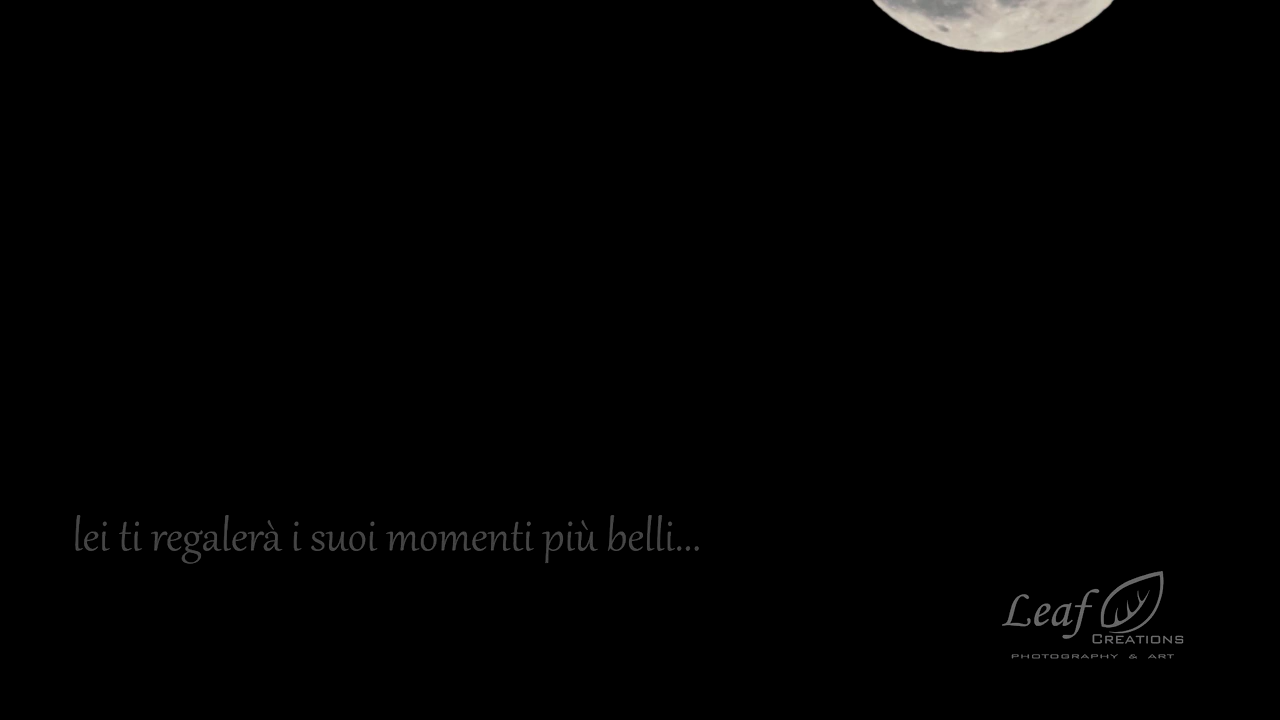 lei ti regalerà i suoi momenti più belli...
Leaf
Creations
PHOTOGRAPHY & ART